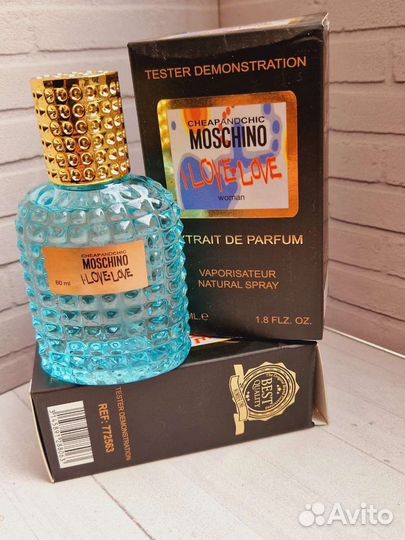 TESTER DEMONSTRATION
CHEAPANDCHIC
MOSCHINO
I LOVE LOVE
woman
EXTRAIT DE PARFUM
VAPORISATEUR
NATURAL SPRAY
ML.℮
1.8 FLZ. OZ.
CHEAPANDCHIC
MOSCHINO
I LOVE LOVE
60 ml
TESTER DEMONSTRATION
REF: 772563
BEST
QUALITY
Avito